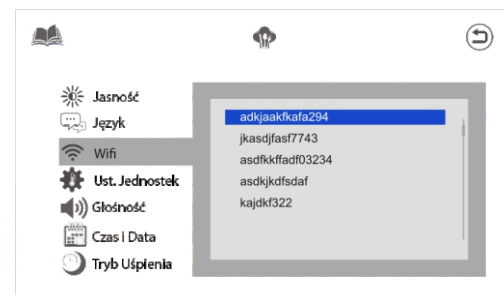 Jasność
Język
Wifi
Ust. Jednostek
Głośność
Czas i Data
Tryb Uśpienia
adkjaakfkafa294
jkasdjfasf7743
asdfkkffadf03234
asdkjkdfsdaf
kajdkf322